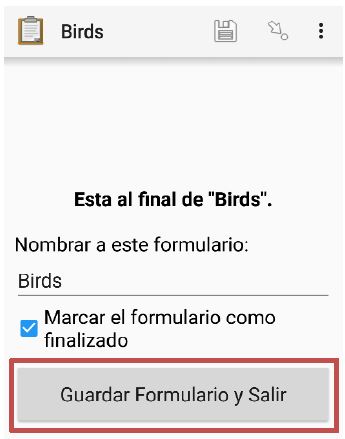 Birds
Esta al final de "Birds".
Nombrar a este formulario:
Birds
Marcar el formulario como
finalizado
Guardar Formulario y Salir